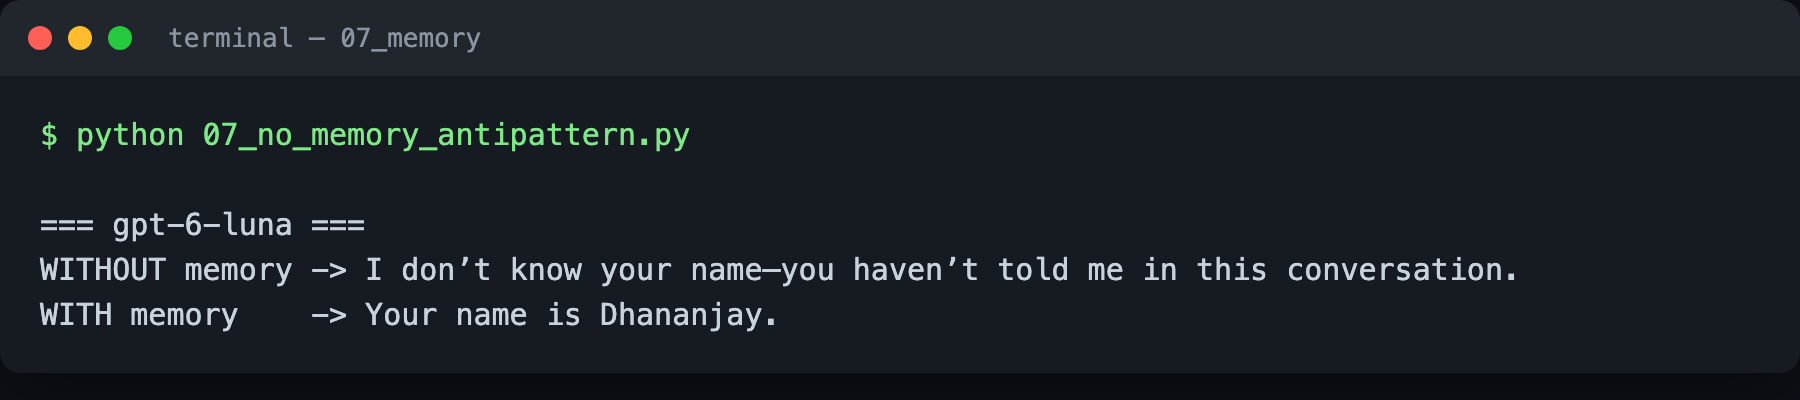 terminal — 07_memory
$ python 07_no_memory_antipattern.py
=== gpt-6-luna ===
WITHOUT memory -> I don’t know your name—you haven’t told me in this conversation.
WITH memory    -> Your name is Dhananjay.